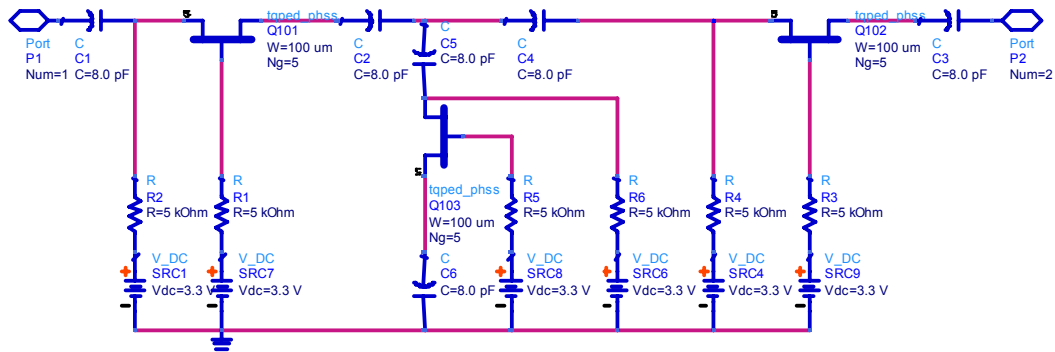 Port
P1
Num=1
C
C1
C=8.0 pF
tqped_phss
Q101
W=100 um
Ng=5
C
C2
C=8.0 pF
C
C5
C=8.0 pF
C
C4
C=8.0 pF
tqped_phss
Q102
W=100 um
Ng=5
C
C3
C=8.0 pF
Port
P2
Num=2
tqped_phss
Q103
W=100 um
Ng=5
R
R2
R=5 kOhm
R
R1
R=5 kOhm
R
R5
R=5 kOhm
R
R6
R=5 kOhm
R
R4
R=5 kOhm
R
R3
R=5 kOhm
V_DC
SRC1
Vdc=3.3 V
V_DC
SRC7
Vdc=3.3 V
C
C6
C=8.0 pF
V_DC
SRC8
Vdc=3.3 V
V_DC
SRC6
Vdc=3.3 V
V_DC
SRC4
Vdc=3.3 V
V_DC
SRC9
Vdc=3.3 V